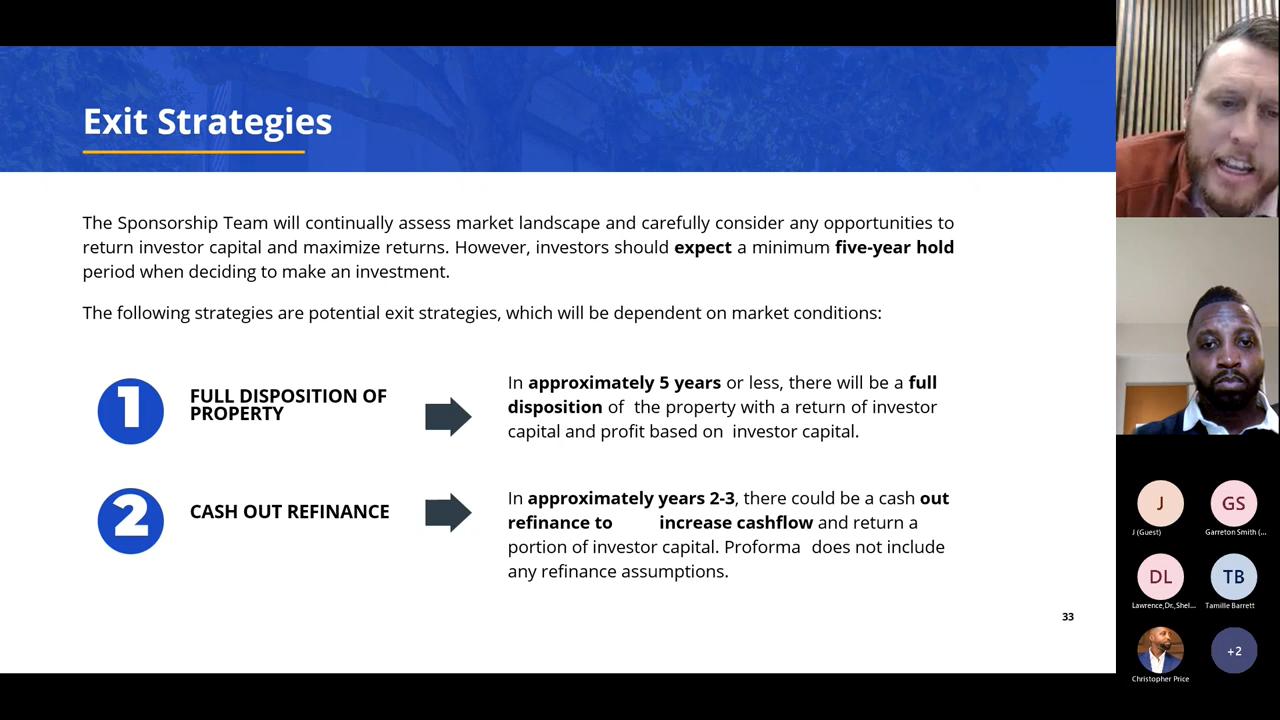 Exit Strategies
The Sponsorship Team will continually assess market landscape and carefully consider any opportunities to
return investor capital and maximize returns. However, investors should expect a minimum five-year hold
period when deciding to make an investment.
The following strategies are potential exit strategies, which will be dependent on market conditions:
1
FULL DISPOSITION OF
PROPERTY
In approximately 5 years or less, there will be a full
disposition of the property with a return of investor
capital and profit based on investor capital.
2
CASH OUT REFINANCE
In approximately years 2-3, there could be a cash out
refinance to increase cashflow and return a
portion of investor capital. Proforma does not include
any refinance assumptions.
33
J
GS
J (Guest)
Garreton Smith (...
DL
TB
Lawrence,Dr.,Shel...
Tamille Barrett
+2
Christopher Price